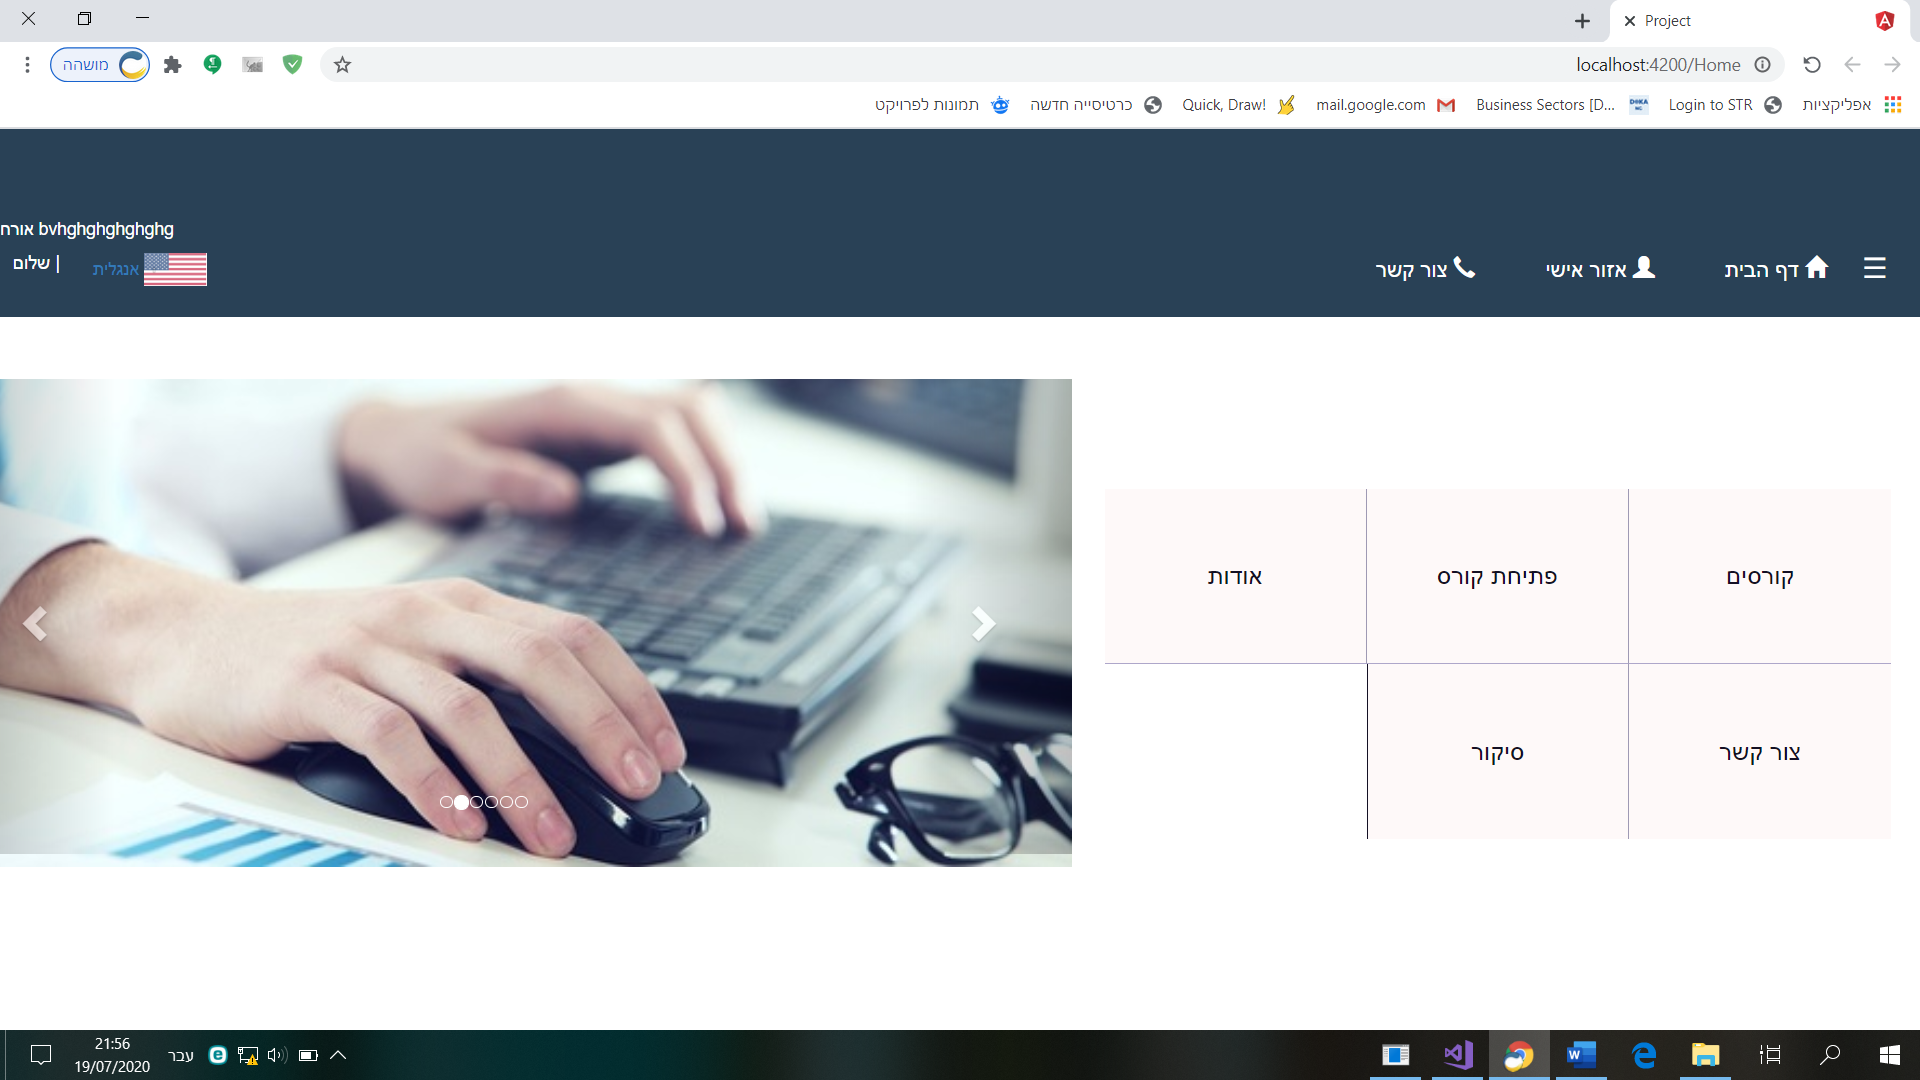 Project
localhost:4200/Home
מושהה
אפליקציות
Login to STR
Business Sectors [D...
mail.google.com
Quick, Draw!
כרטיסייה חדשה
תמונות לפרויקט
אורח bvhghghghghghg
דף הבית
אזור אישי
צור קשר
אנגלית
| שלום
קורסים
פתיחת קורס
אודות
צור קשר
סיקור
עבר
21:56
19/07/2020